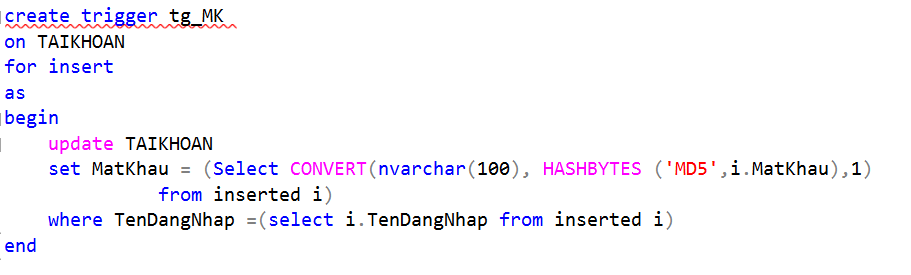 create trigger tg_MK
on TAIKHOAN
for insert
as
begin
    update TAIKHOAN
    set MatKhau = (Select CONVERT(nvarchar(100), HASHBYTES ('MD5',i.MatKhau),1)
              from inserted i)
    where TenDangNhap =(select i.TenDangNhap from inserted i)
end